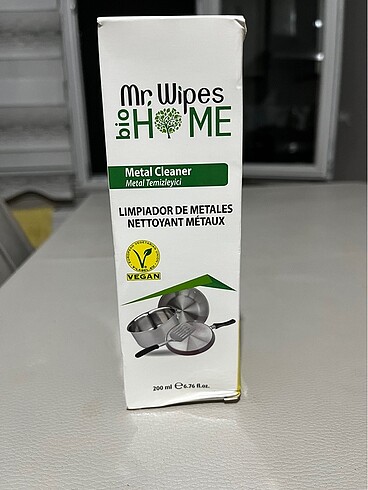 Mr. Wipes
bio HOME
Metal Cleaner
Metal Temizleyici
LIMPIADOR DE METALES
NETTOYANT MÉTAUX
V
VEGAN
200 ml ℮ 6.76 fl.oz.